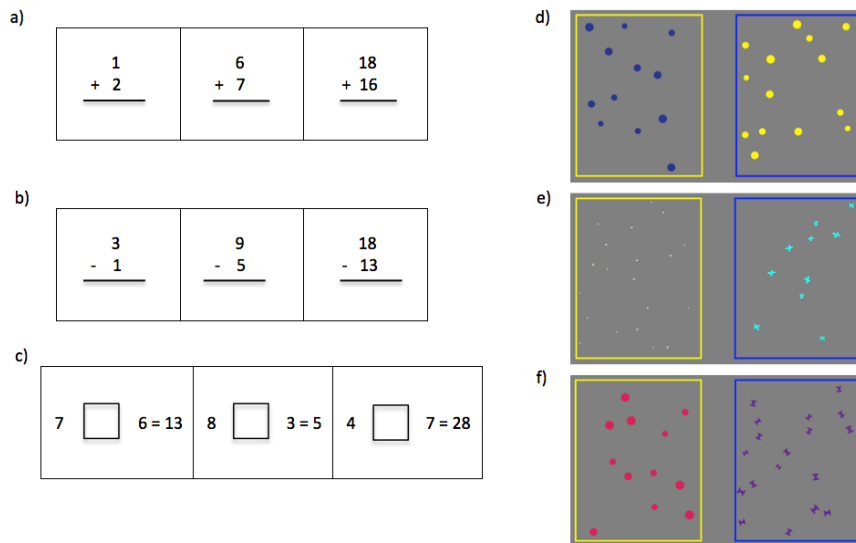 a)
1 6 18
+ 2 + 7 + 16
b)
3 9 18
- 1 - 5 - 13
c)
7 6 = 13 8 3 = 5 4 7 = 28
d)
e)
f)